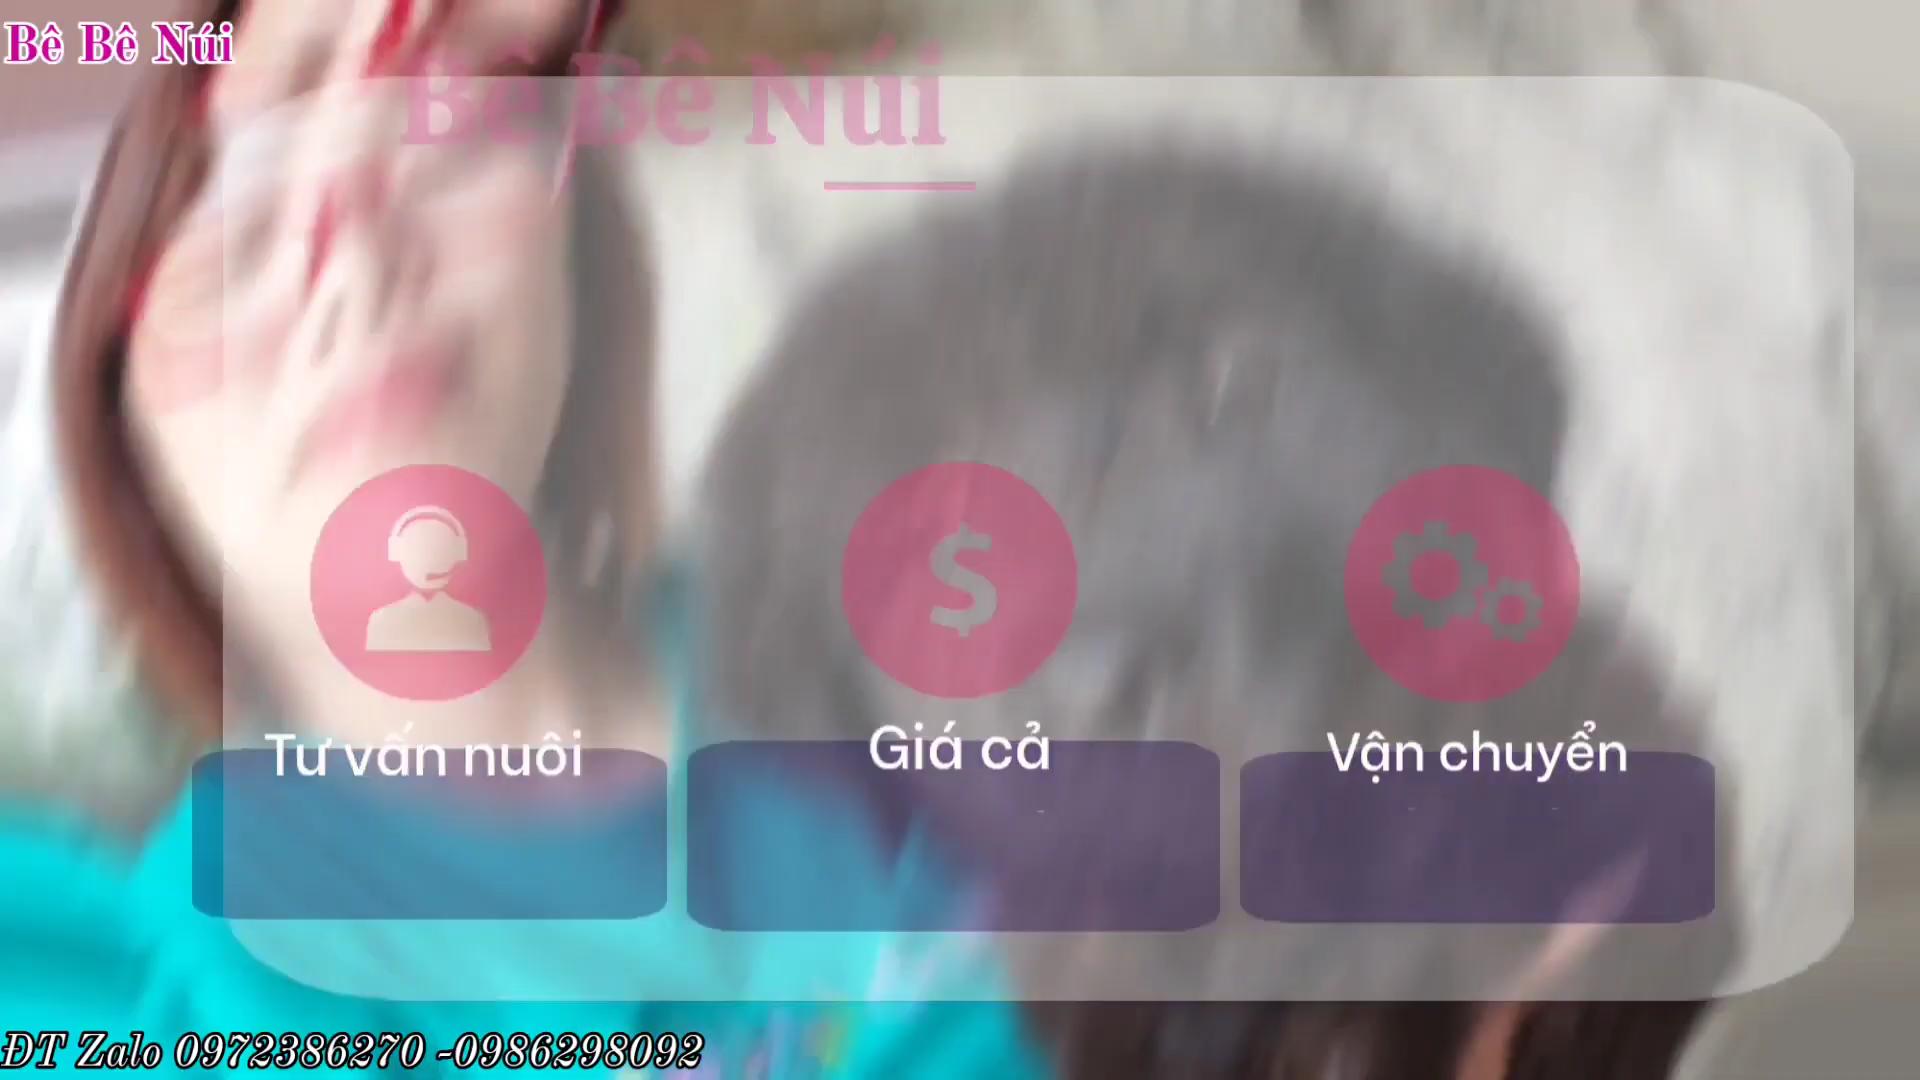 Bê Bê Núi
Bê Bê Núi
$
Tư vấn nuôi
Giá cả
Vận chuyển
ĐT Zalo 0972386270 -0986298092